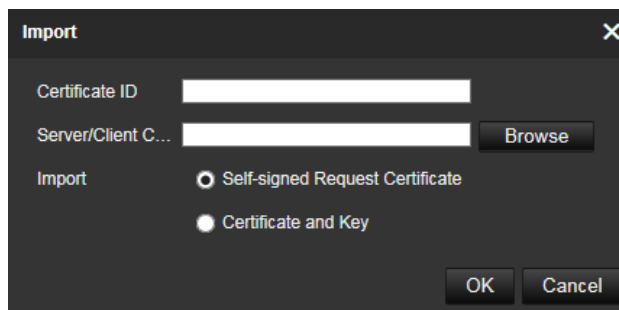 Import
Certificate ID
Server/Client C... Browse
Import Self-signed Request Certificate
Certificate and Key
OK Cancel